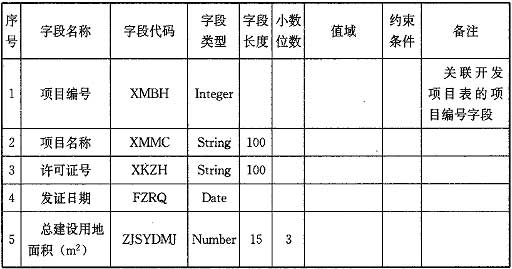 序号 字段名称 字段代码 字段类型 字段长度 小数位数 值域 约束条件 备注
1 项目编号 XMBH Integer 关联开发项目表的项目编号字段
2 项目名称 XMMC String 100
3 许可证号 XKZH String 100
4 发证日期 FZRQ Date
5 总建设用地面积（m²） ZJSYDMJ Number 15 3